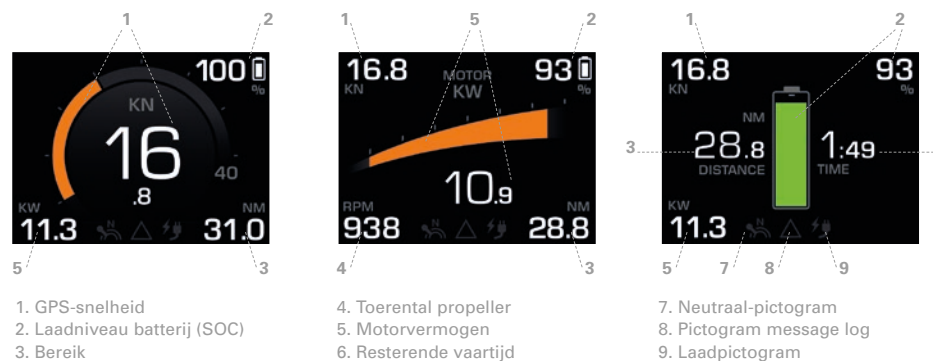 1 2
100
%
KN
16
.8
40
KW
11.3
N
NM
31.0
5 3
1 5 2
16.8
KN
MOTOR
KW
93
%
10.9
RPM
938
N
NM
28.8
4 3
1 2
16.8
KN
93
%
3
NM
28.8
DISTANCE
1:49
TIME
KW
11.3
N
5 7 8 9
1. GPS-snelheid
2. Laadniveau batterij (SOC)
3. Bereik
4. Toerental propeller
5. Motorvermogen
6. Resterende vaartijd
7. Neutraal-pictogram
8. Pictogram message log
9. Laadpictogram